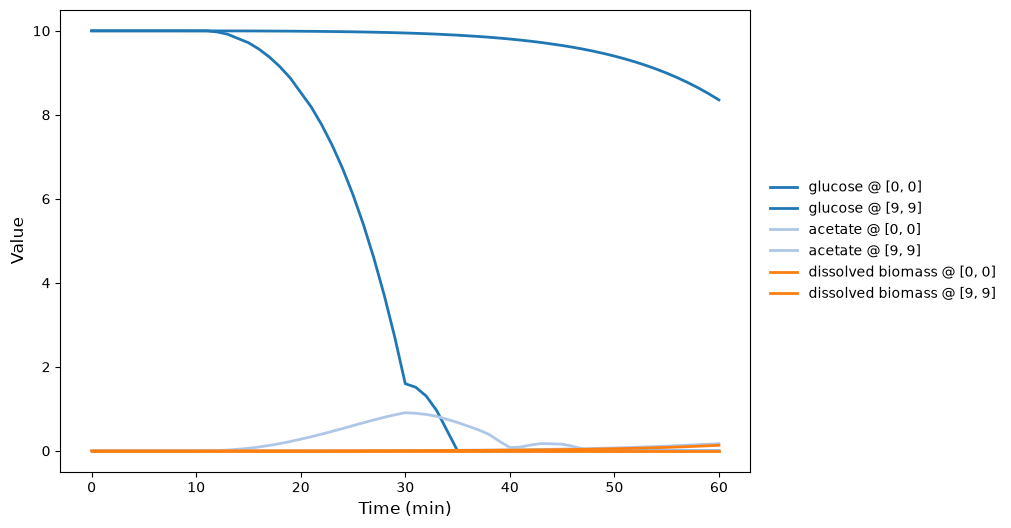 10
8
6
4
2
0
Value
0 10 20 30 40 50 60
Time (min)
glucose @ [0, 0]
glucose @ [9, 9]
acetate @ [0, 0]
acetate @ [9, 9]
dissolved biomass @ [0, 0]
dissolved biomass @ [9, 9]